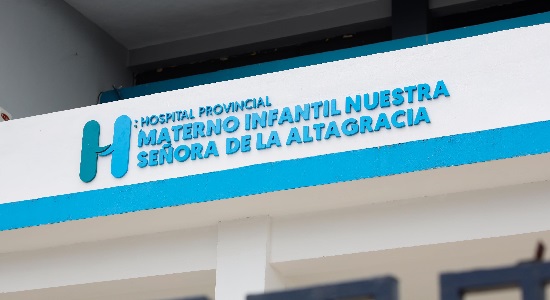 H: HOSPITAL PROVINCIAL
MATERNO INFANTIL NUESTRA
SEÑORA DE LA ALTAGRACIA